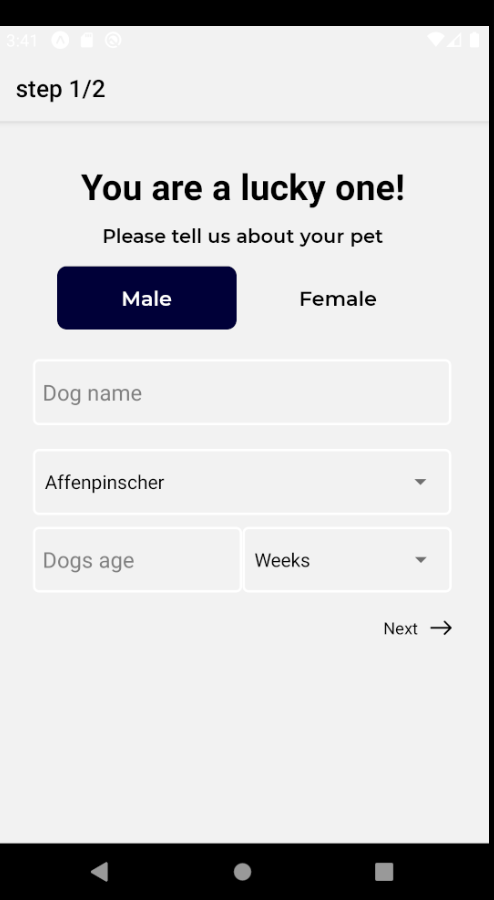 3:41
step 1/2
You are a lucky one!
Please tell us about your pet
Male Female
Dog name
Affenpinscher
Dogs age Weeks
Next